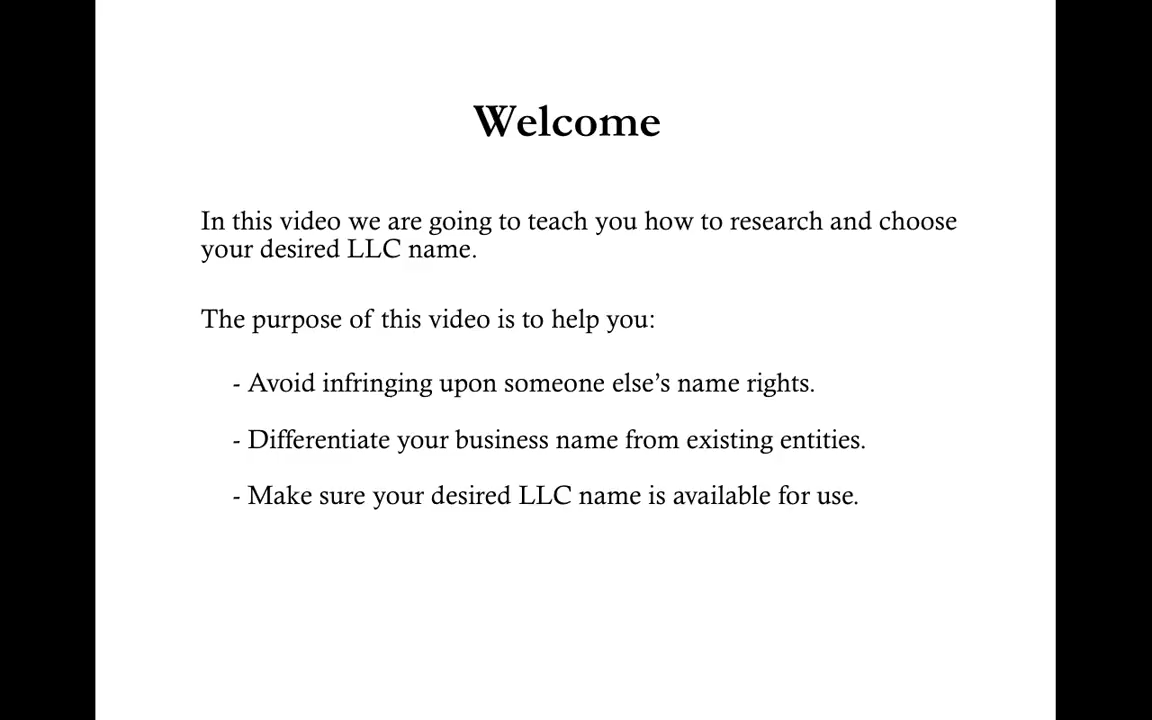 Welcome
In this video we are going to teach you how to research and choose
your desired LLC name.
The purpose of this video is to help you:
- Avoid infringing upon someone else’s name rights.
- Differentiate your business name from existing entities.
- Make sure your desired LLC name is available for use.